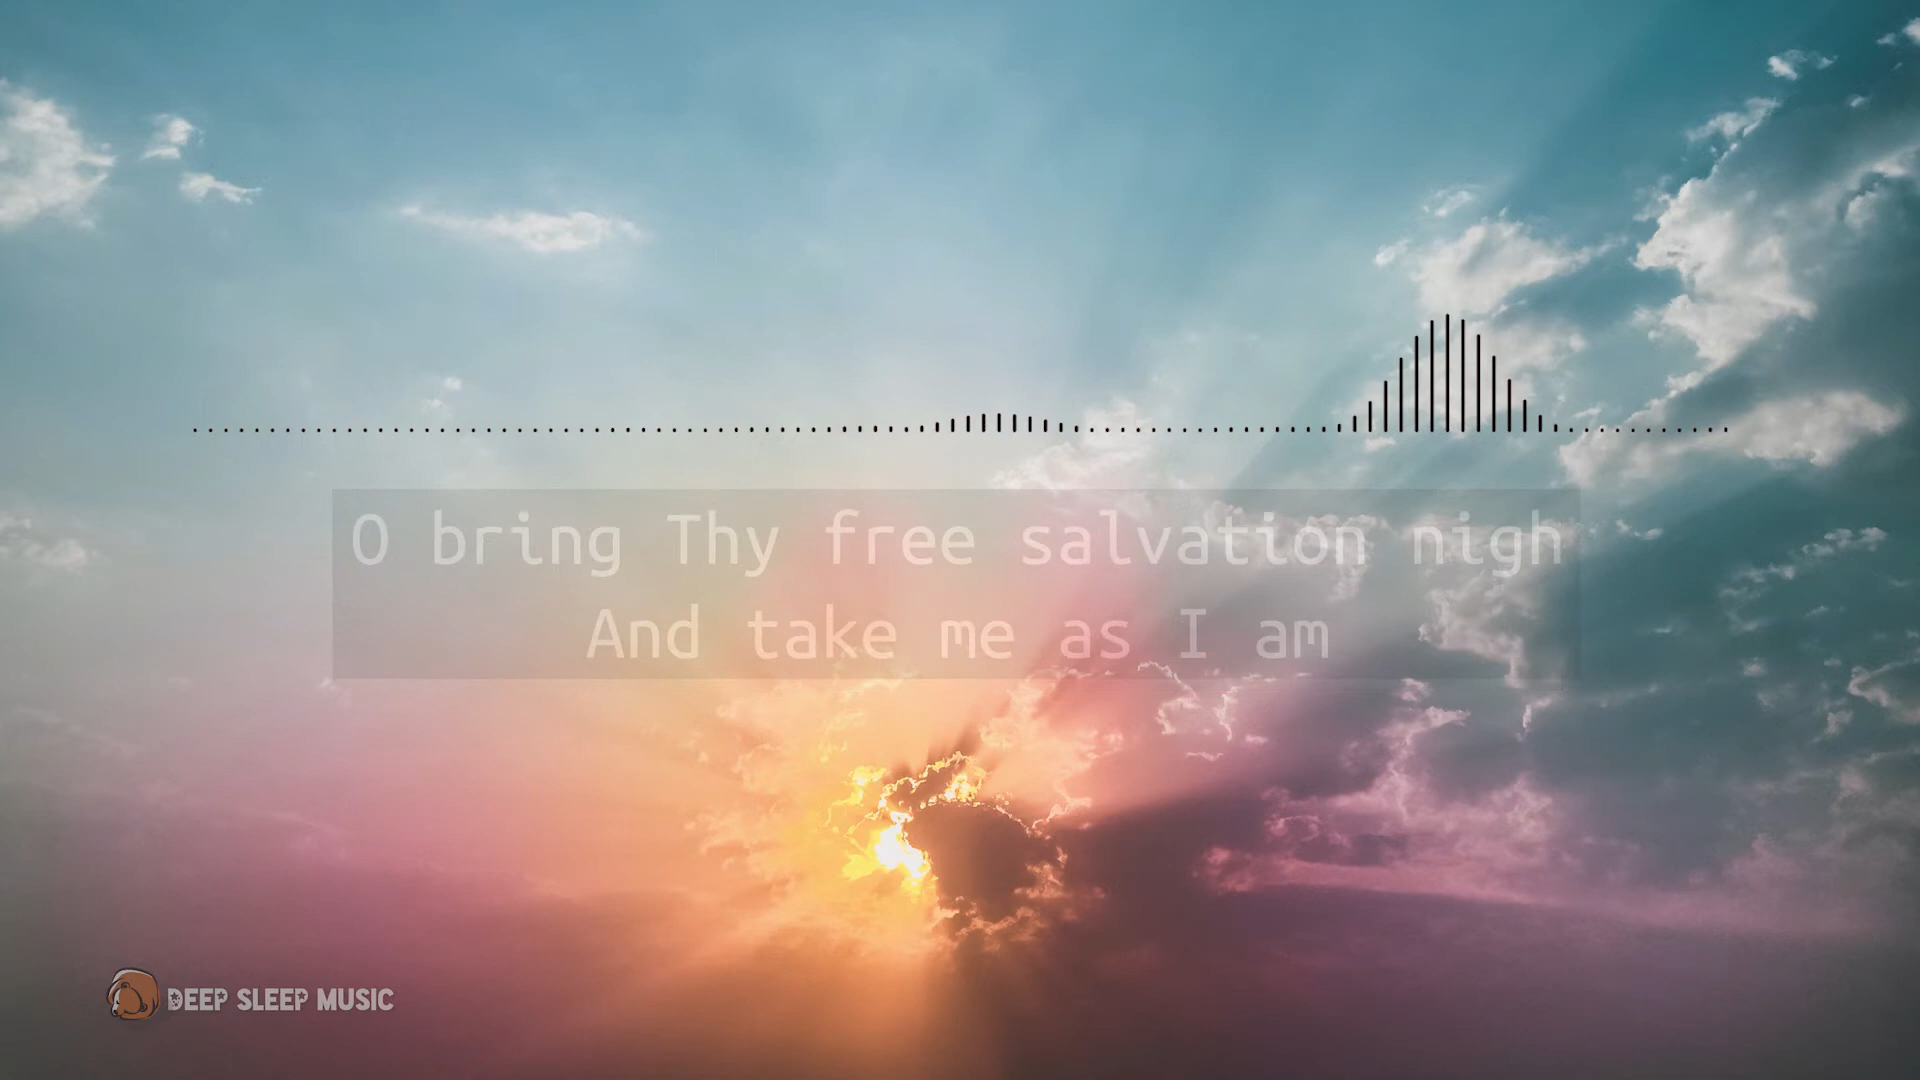 O bring Thy free salvation nigh
And take me as I am
DEEP SLEEP MUSIC